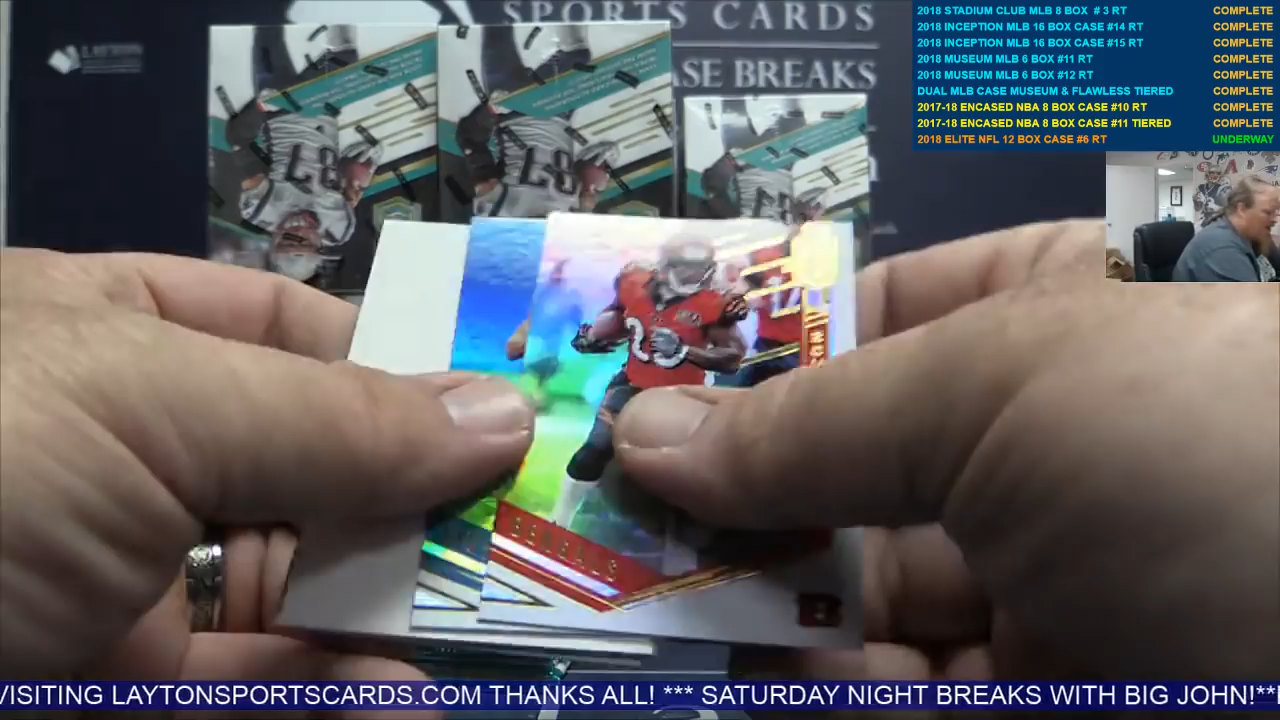 SPORTS CARDS
ASE BREAKS
2018 STADIUM CLUB MLB 8 BOX # 3 RT COMPLETE
2018 INCEPTION MLB 16 BOX CASE #14 RT COMPLETE
2018 INCEPTION MLB 16 BOX CASE #15 RT COMPLETE
2018 MUSEUM MLB 6 BOX #11 RT COMPLETE
2018 MUSEUM MLB 6 BOX #12 RT COMPLETE
DUAL MLB CASE MUSEUM & FLAWLESS TIERED COMPLETE
2017-18 ENCASED NBA 8 BOX CASE #10 RT COMPLETE
2017-18 ENCASED NBA 8 BOX CASE #11 TIERED COMPLETE
2018 ELITE NFL 12 BOX CASE #6 RT UNDERWAY
87
87
BENGALS
VISITING LAYTONSPORTSCARDS.COM THANKS ALL! *** SATURDAY NIGHT BREAKS WITH BIG JOHN!**